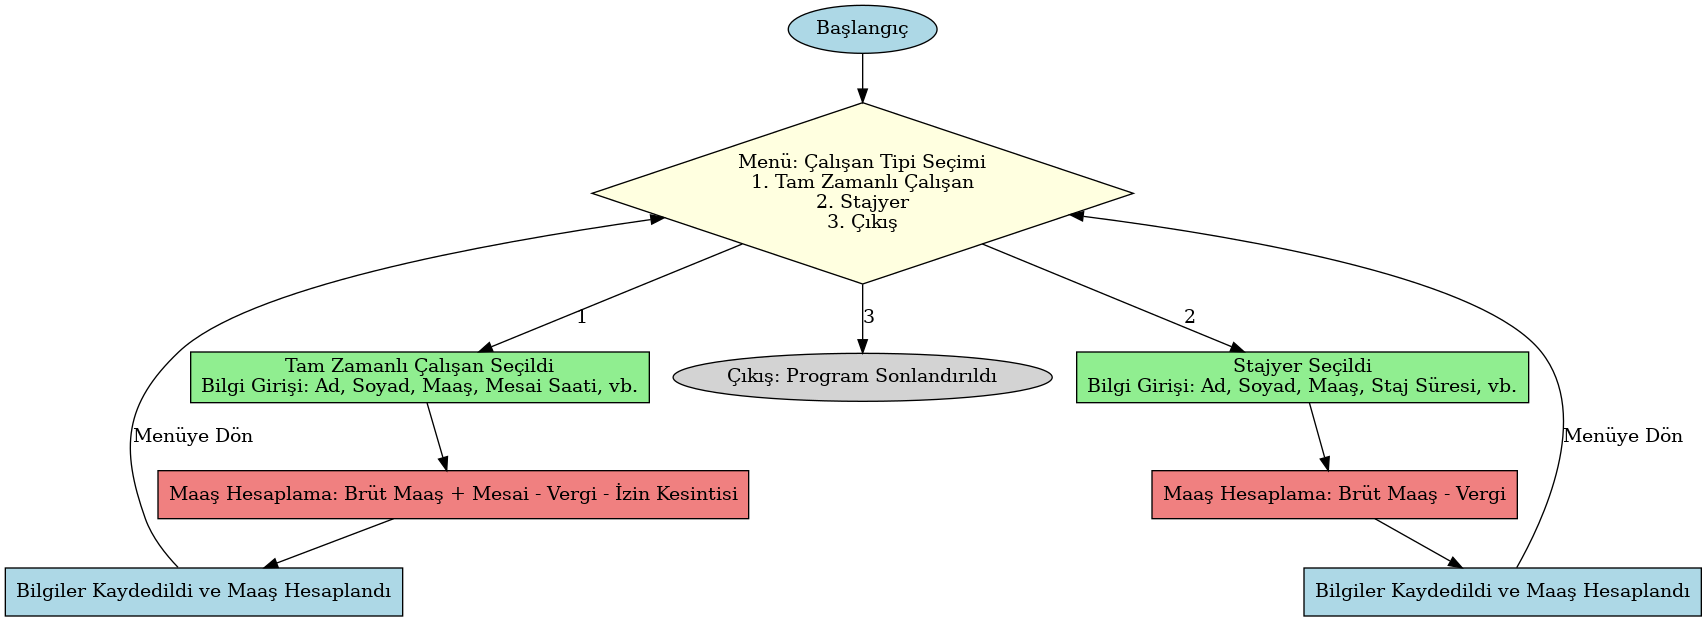 Başlangıç
Menü: Çalışan Tipi Seçimi
1. Tam Zamanlı Çalışan
2. Stajyer
3. Çıkış
1
3
2
Tam Zamanlı Çalışan Seçildi
Bilgi Girişi: Ad, Soyad, Maaş, Mesai Saati, vb.
Çıkış: Program Sonlandırıldı
Stajyer Seçildi
Bilgi Girişi: Ad, Soyad, Maaş, Staj Süresi, vb.
Menüye Dön
Menüye Dön
Maaş Hesaplama: Brüt Maaş + Mesai - Vergi - İzin Kesintisi
Maaş Hesaplama: Brüt Maaş - Vergi
Bilgiler Kaydedildi ve Maaş Hesaplandı
Bilgiler Kaydedildi ve Maaş Hesaplandı